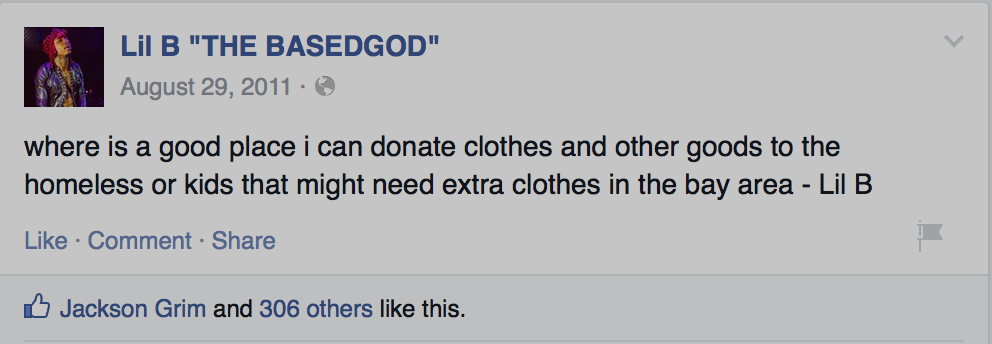 Lil B "THE BASEDGOD"
August 29, 2011 ·
where is a good place i can donate clothes and other goods to the
homeless or kids that might need extra clothes in the bay area - Lil B
Like · Comment · Share
Jackson Grim and 306 others like this.